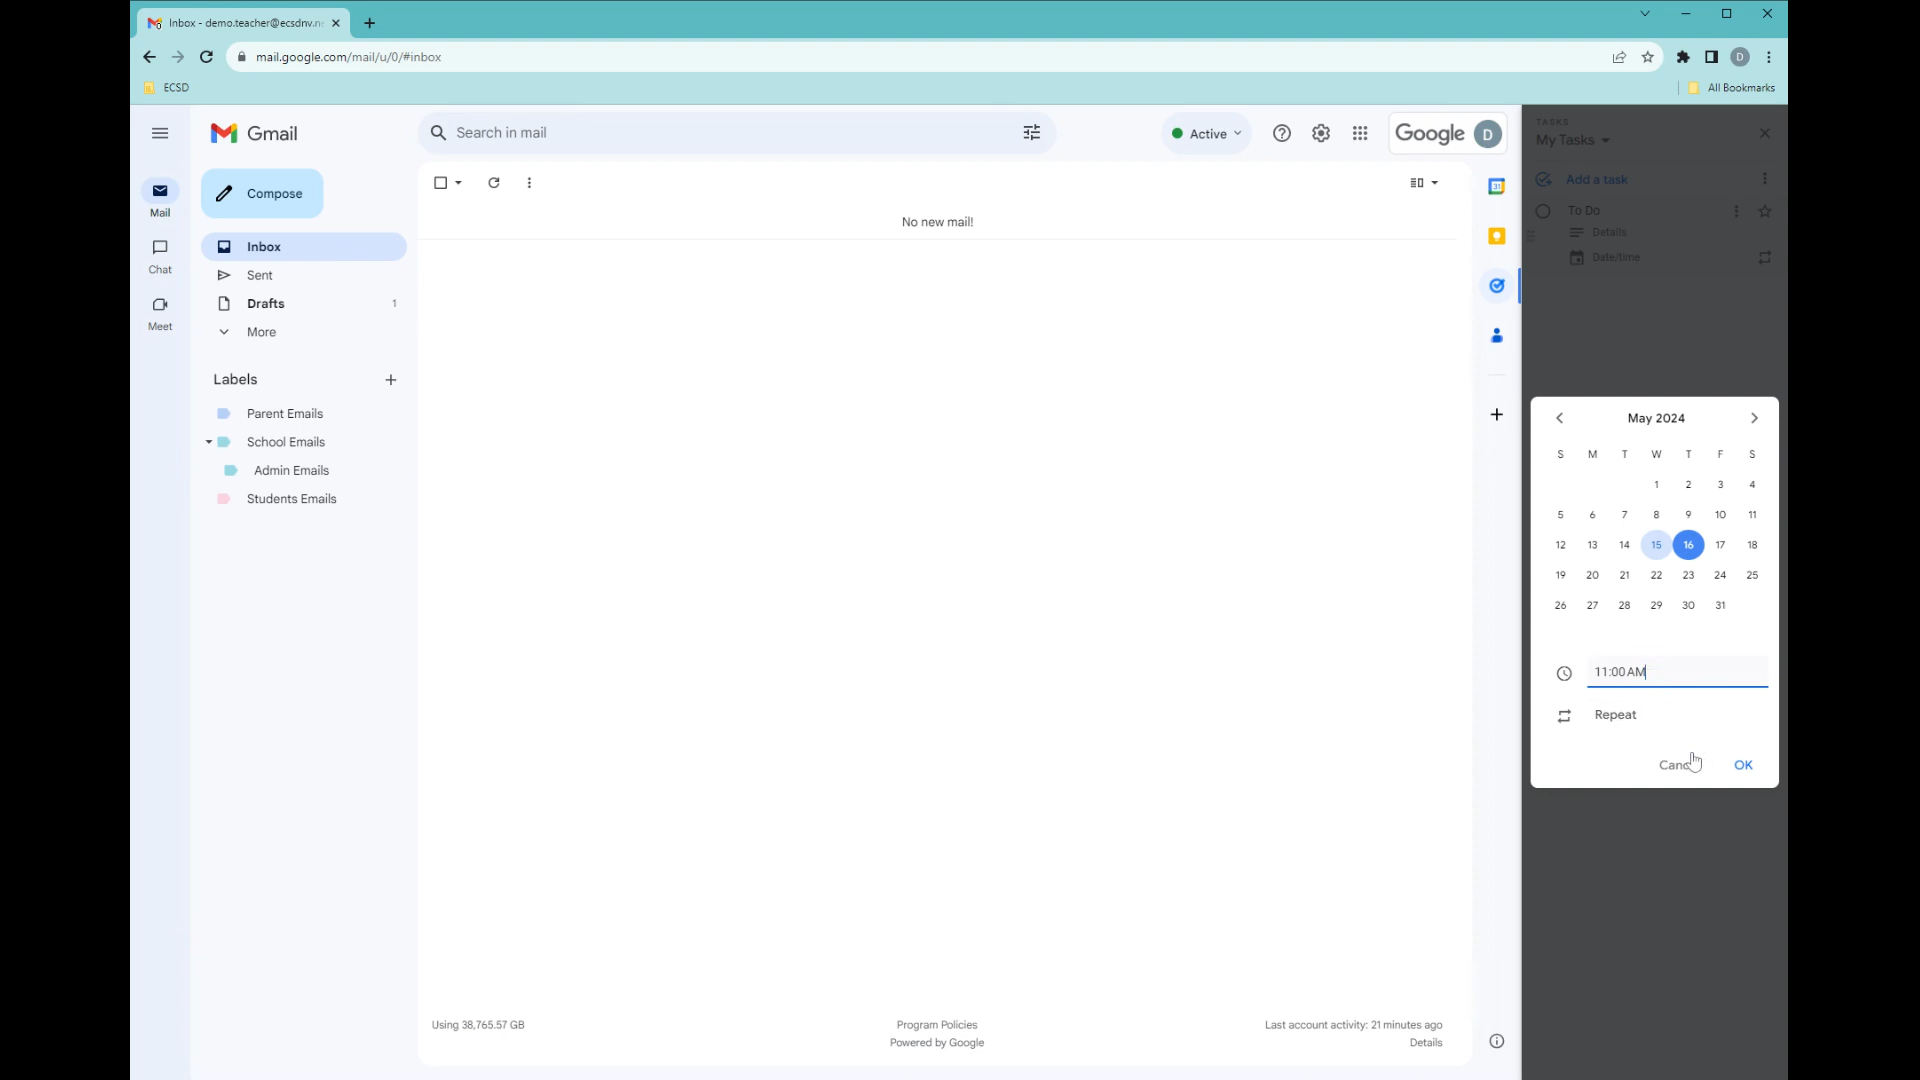 Inbox - demo.teacher@ecsdnv.n
mail.google.com/mail/u/0/#inbox
D
ECSD
All Bookmarks
Gmail
Search in mail
Active
Google D
TASKS
My Tasks
Compose
Add a task
Mail
To Do
No new mail!
Details
Inbox
Date/time
Chat
Sent
Drafts 1
Meet
More
Labels
Parent Emails
School Emails
Admin Emails
Students Emails
31
May 2024
S M T W T F S
1 2 3 4
5 6 7 8 9 10 11
12 13 14 15 16 17 18
19 20 21 22 23 24 25
26 27 28 29 30 31
11:00AM
Repeat
OK
Using 38,765.57 GB
Program Policies
Powered by Google
Last account activity: 21 minutes ago
Details